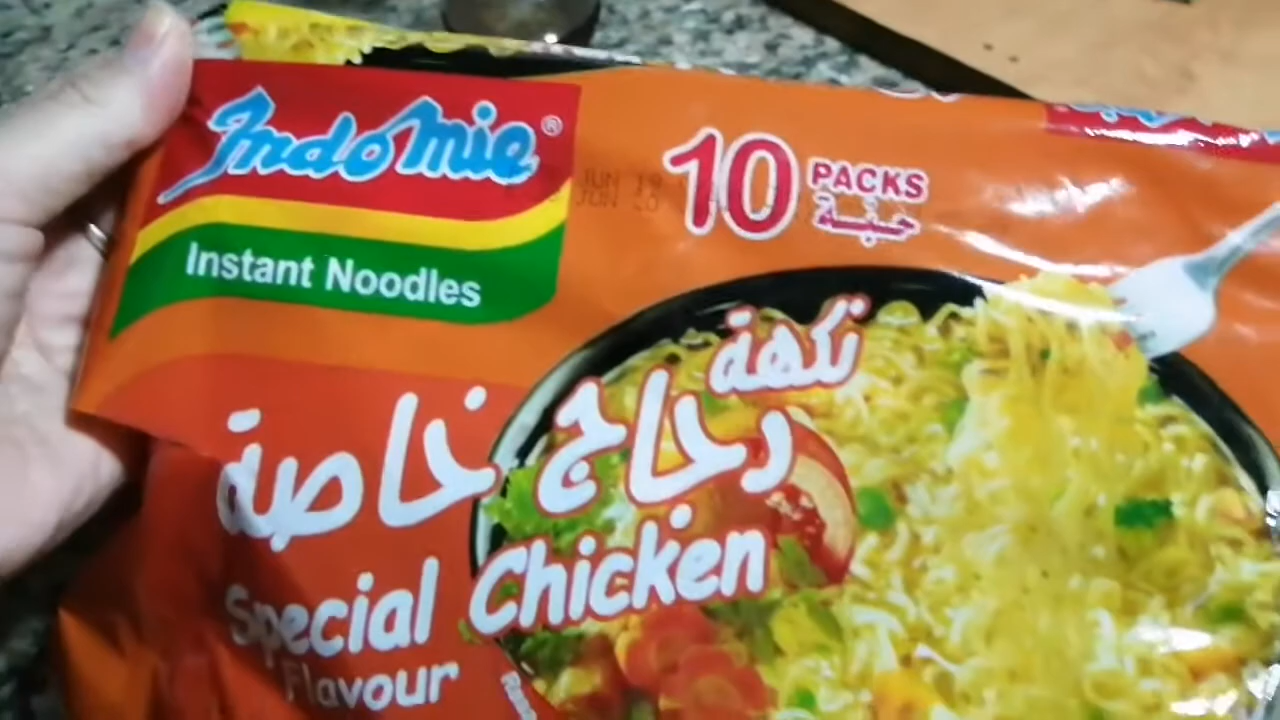 IndoMie®
Instant Noodles
10 PACKS
حبة
نكهة
دجاج خاصة
Special Chicken
Flavour